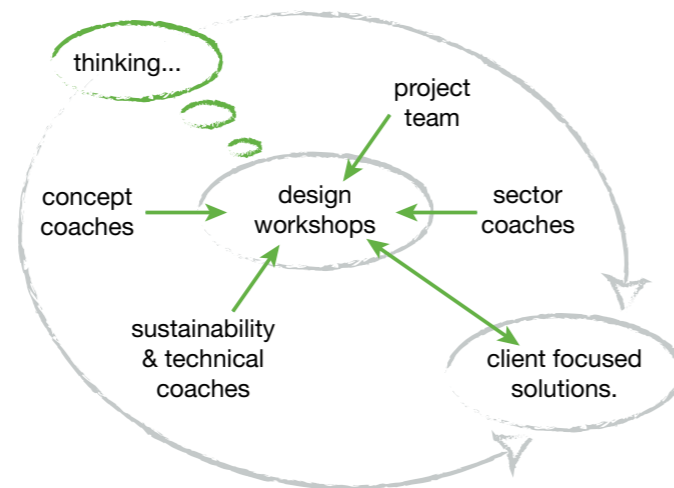 thinking...
project
team
concept
coaches
design
workshops
sector
coaches
sustainability
& technical
coaches
client focused
solutions.